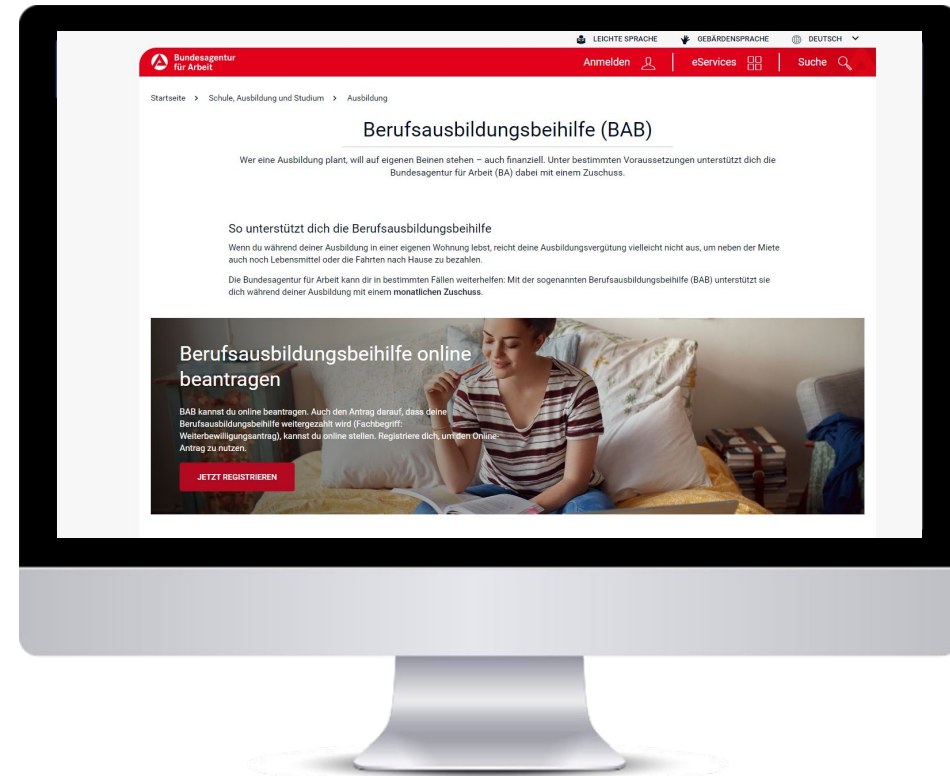 LEICHTE SPRACHE GEBÄRDENSPRACHE DEUTSCH
Bundesagentur
für Arbeit
Anmelden eServices Suche
Startseite > Schule, Ausbildung und Studium > Ausbildung
Berufsausbildungsbeihilfe (BAB)
Wer eine Ausbildung plant, will auf eigenen Beinen stehen – auch finanziell. Unter bestimmten Voraussetzungen unterstützt dich die
Bundesagentur für Arbeit (BA) dabei mit einem Zuschuss.
So unterstützt dich die Berufsausbildungsbeihilfe
Wenn du während deiner Ausbildung in einer eigenen Wohnung lebst, reicht deine Ausbildungsvergütung vielleicht nicht aus, um neben der Miete
auch noch Lebensmittel oder die Fahrten nach Hause zu bezahlen.
Die Bundesagentur für Arbeit kann dir in bestimmten Fällen weiterhelfen: Mit der sogenannten Berufsausbildungsbeihilfe (BAB) unterstützt sie
dich während deiner Ausbildung mit einem monatlichen Zuschuss.
Berufsausbildungsbeihilfe online
beantragen
BAB kannst du online beantragen. Auch den Antrag darauf, dass deine
Berufsausbildungsbeihilfe weitergezahlt wird (Fachbegriff:
Weiterbewilligungsantrag), kannst du online stellen. Registriere dich, um den Online-
Antrag zu nutzen.
JETZT REGISTRIEREN